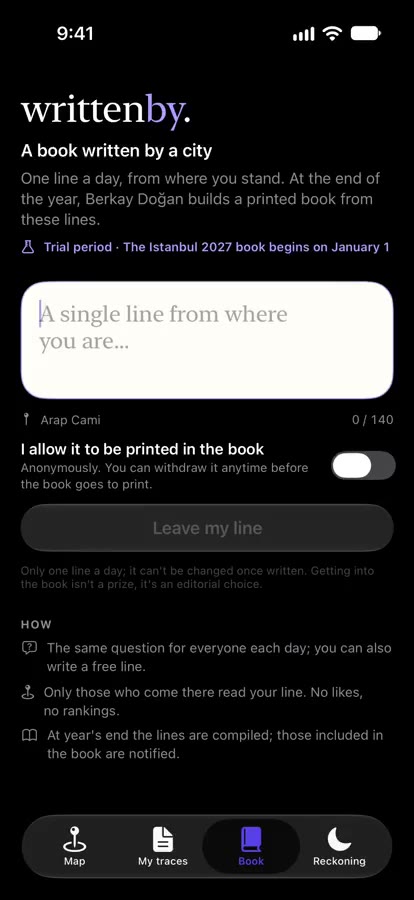 9:41
writtenby.
A book written by a city
One line a day, from where you stand. At the end of
the year, Berkay Doğan builds a printed book from
these lines.
Trial period · The Istanbul 2027 book begins on January 1
A single line from where
you are...
Arap Cami
0 / 140
I allow it to be printed in the book
Anonymously. You can withdraw it anytime before
the book goes to print.
Leave my line
Only one line a day; it can't be changed once written. Getting into
the book isn't a prize, it's an editorial choice.
HOW
The same question for everyone each day; you can also
write a free line.
Only those who come there read your line. No likes,
no rankings.
At year's end the lines are compiled; those included in
the book are notified.
Map
My traces
Book
Reckoning